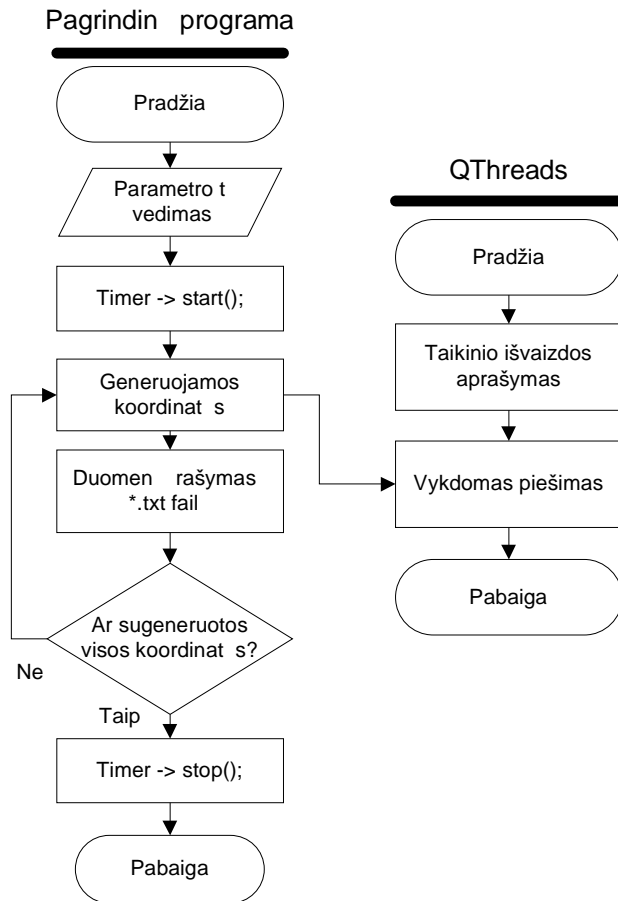 Pagrindin programa
Pradžia
Parametro t
vedimas
Timer -> start();
Generuojamos
koordinat s
Duomen rašymas
*.txt fail
Ar sugeneruotos
visos koordinat s?
Ne
Taip
Timer -> stop();
Pabaiga
QThreads
Pradžia
Taikinio išvaizdos
aprašymas
Vykdomas piešimas
Pabaiga